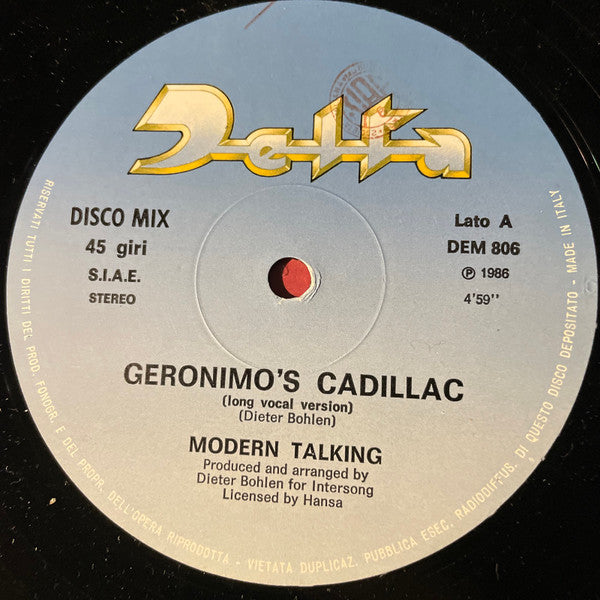 Delta
DISCO MIX
45 giri
S.I.A.E.
STEREO
Lato A
DEM 806
℗ 1986
4'59''
GERONIMO'S CADILLAC
(long vocal version)
(Dieter Bohlen)
MODERN TALKING
Produced and arranged by
Dieter Bohlen for Intersong
Licensed by Hansa
RISERVATI TUTTI I DIRITTI DEL PROD. FONOGR. E DEL PROPR. DELL'OPERA RIPRODOTTA - VIETATA DUPLICAZ. PUBBLICA ESEC. RADIODIFFUS. DI QUESTO DISCO DEPOSITATO - MADE IN ITALY